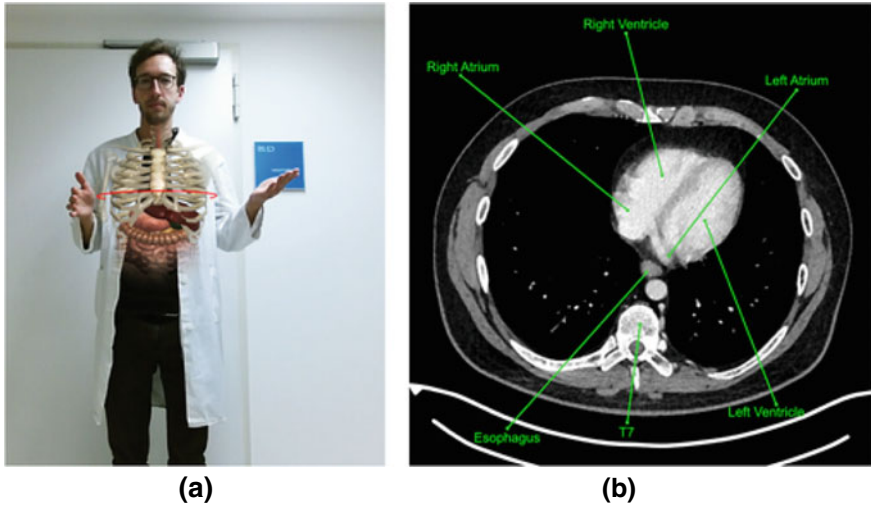 Right Ventricle
Right Atrium
Left Atrium
Left Ventricle
Esophagus
T7
(a)
(b)